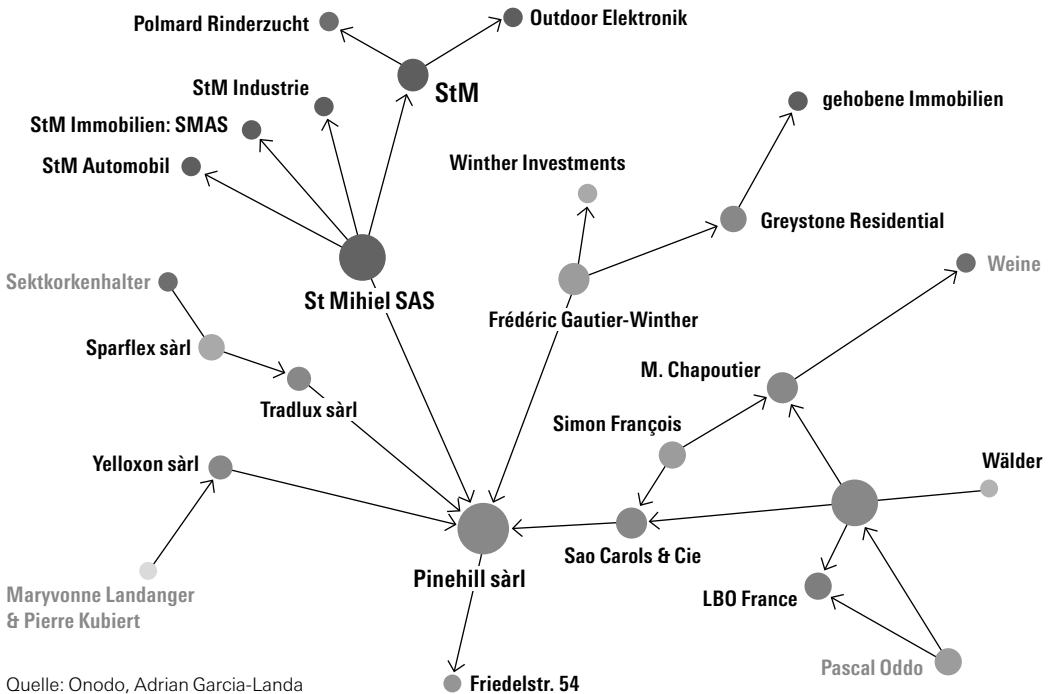 Polmard Rinderzucht
Outdoor Elektronik
StM
StM Industrie
gehobene Immobilien
StM Immobilien: SMAS
StM Automobil
Winther Investments
Greystone Residential
Sektkorkenhalter
Weine
St Mihiel SAS
Frédéric Gautier-Winther
Sparflex sàrl
M. Chapoutier
Tradlux sàrl
Simon François
Yelloxon sàrl
Wälder
Sao Carols & Cie
Pinehill sàrl
Maryvonne Landanger
& Pierre Kubiert
LBO France
Pascal Oddo
Quelle: Onodo, Adrian Garcia-Landa
Friedelstr. 54